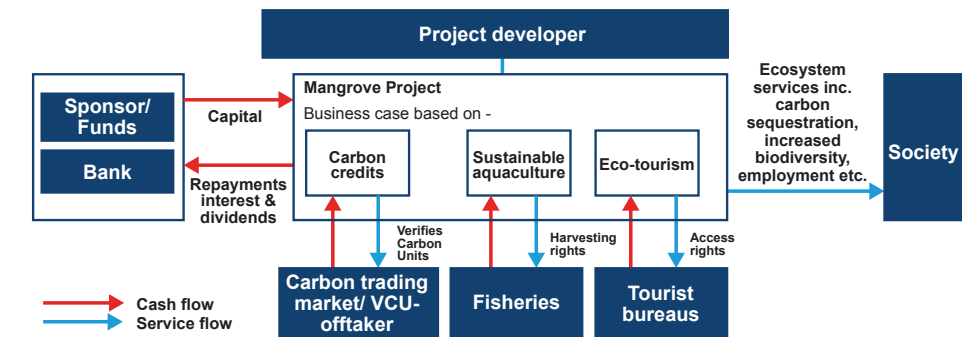 Project developer
Sponsor/
Funds
Bank
Capital
Repayments
interest &
dividends
Mangrove Project
Business case based on -
Carbon
credits
Sustainable
aquaculture
Eco-tourism
Ecosystem
services inc.
carbon
sequestration,
increased
biodiversity,
employment etc.
Society
Verifies
Carbon
Units
Harvesting
rights
Access
rights
Carbon trading
market/ VCU-
offtaker
Fisheries
Tourist
bureaus
Cash flow
Service flow